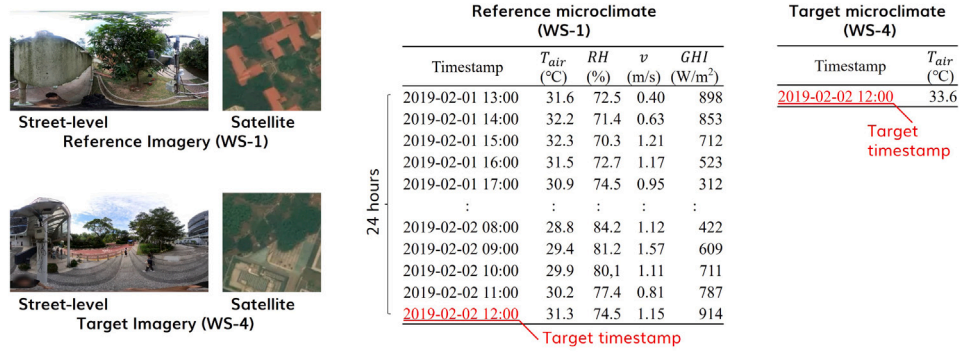 Street-level
Satellite
Reference Imagery (WS-1)
Street-level
Satellite
Target Imagery (WS-4)
Reference microclimate
(WS-1)
Timestamp T_air (°C) RH (%) v (m/s) GHI (W/m²)
24 hours
2019-02-01 13:00 31.6 72.5 0.40 898
2019-02-01 14:00 32.2 71.4 0.63 853
2019-02-01 15:00 32.3 70.3 1.21 712
2019-02-01 16:00 31.5 72.7 1.17 523
2019-02-01 17:00 30.9 74.5 0.95 312
: : : : :
2019-02-02 08:00 28.8 84.2 1.12 422
2019-02-02 09:00 29.4 81.2 1.57 609
2019-02-02 10:00 29.9 80,1 1.11 711
2019-02-02 11:00 30.2 77.4 0.81 787
2019-02-02 12:00 31.3 74.5 1.15 914
Target timestamp
Target microclimate
(WS-4)
Timestamp T_air (°C)
2019-02-02 12:00 33.6
Target
timestamp